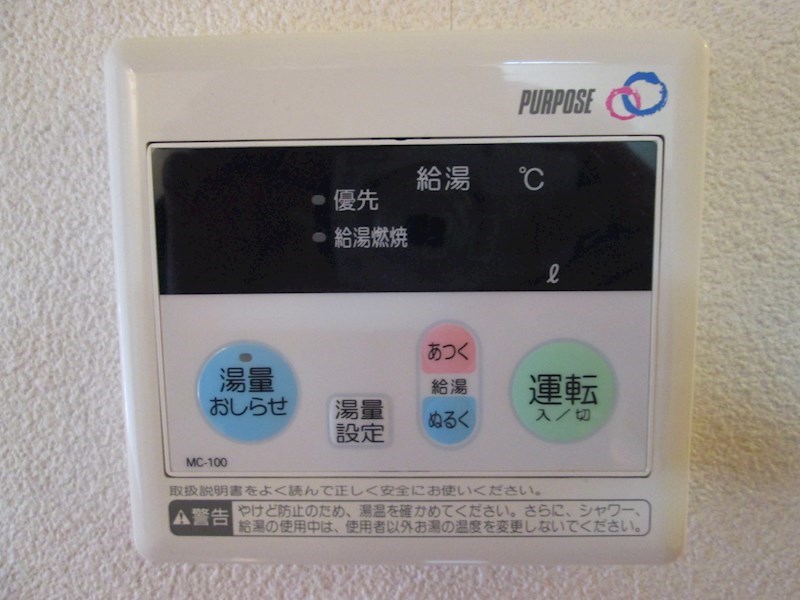 PURPOSE
給湯 ℃
優先
給湯燃焼
ℓ
湯量
おしらせ
湯量
設定
あつく
給湯
ぬるく
運転
入／切
MC-100
取扱説明書をよく読んで正しく安全にお使いください。
警告
やけど防止のため、湯温を確かめてください。さらに、シャワー、
給湯の使用中は、使用者以外お湯の温度を変更しないでください。